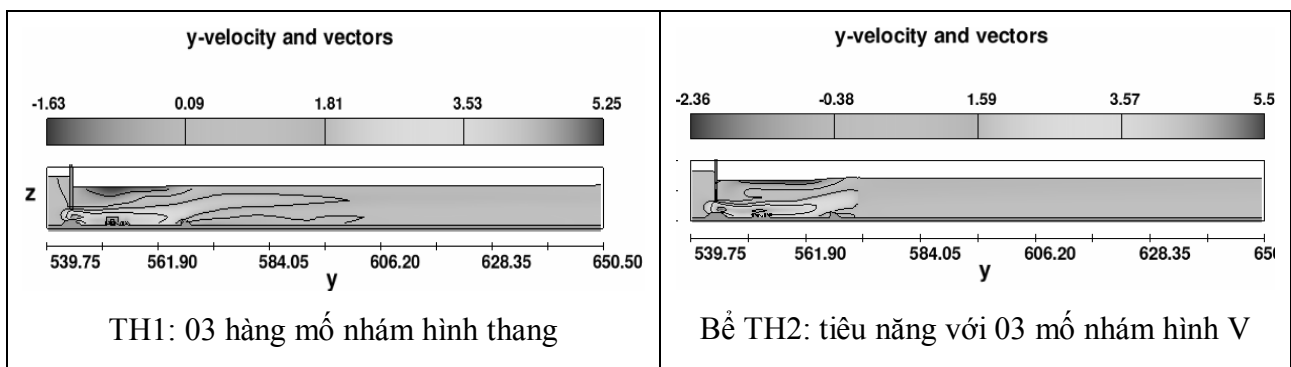 y-velocity and vectors
-1.63 0.09 1.81 3.53 5.25
z
539.75 561.90 584.05 606.20 628.35 650.50
y
TH1: 03 hàng mố nhám hình thang
y-velocity and vectors
-2.36 -0.38 1.59 3.57 5.5
539.75 561.90 584.05 606.20 628.35 650
y
Bể TH2: tiêu năng với 03 mố nhám hình V